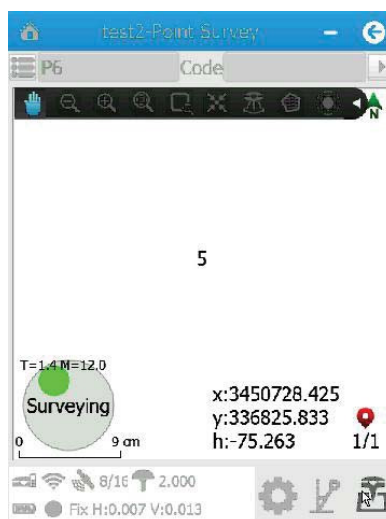 test2-Point Survey
P6 Code
N
5
T=1.4 M=12.0
Surveying
0 9 cm
x:3450728.425
y:336825.833
h:-75.263
1/1
8/16 2.000
Fix H:0.007 V:0.013